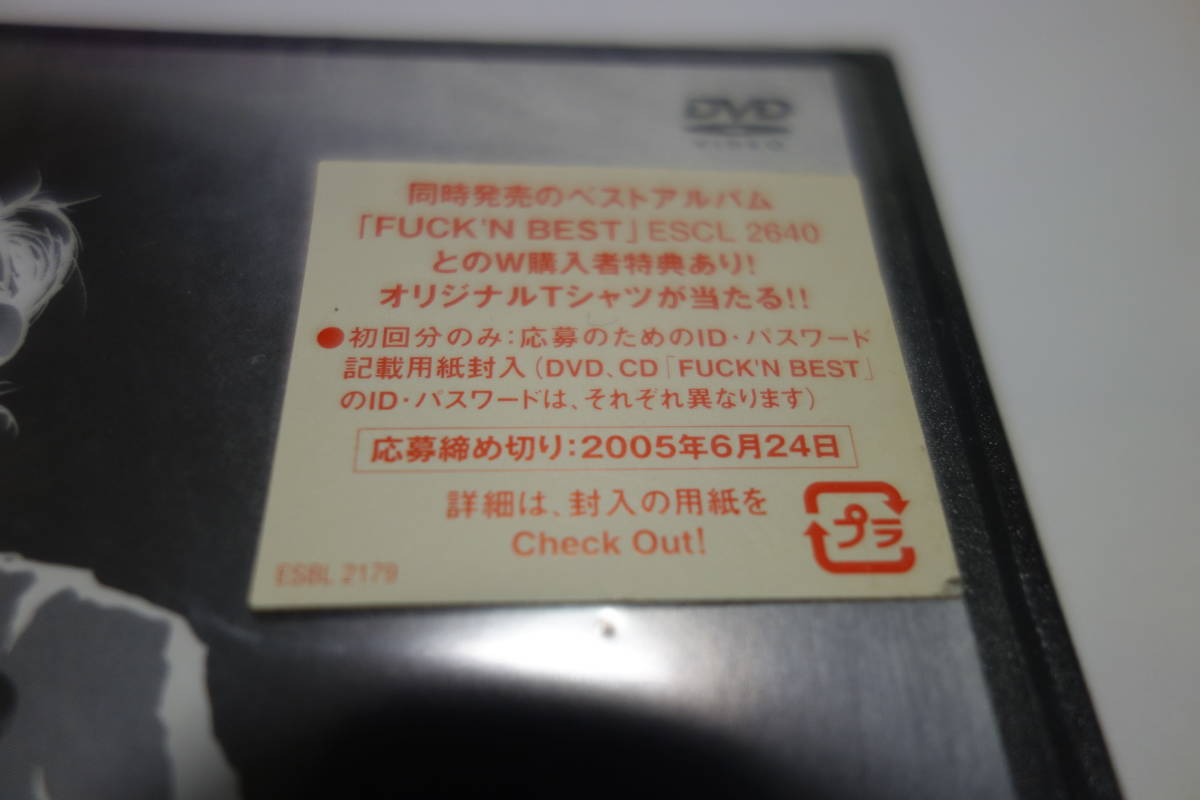 DVD
VIDEO
同時発売のベストアルバム
「FUCK'N BEST」ESCL 2640
とのW購入者特典あり!
オリジナルTシャツが当たる!!
●初回分のみ:応募のためのID・パスワード
記載用紙封入(DVD、CD「FUCK'N BEST」
のID・パスワードは、それぞれ異なります)
応募締め切り:2005年6月24日
詳細は、封入の用紙を
Check Out!
プラ
ESBL 2179